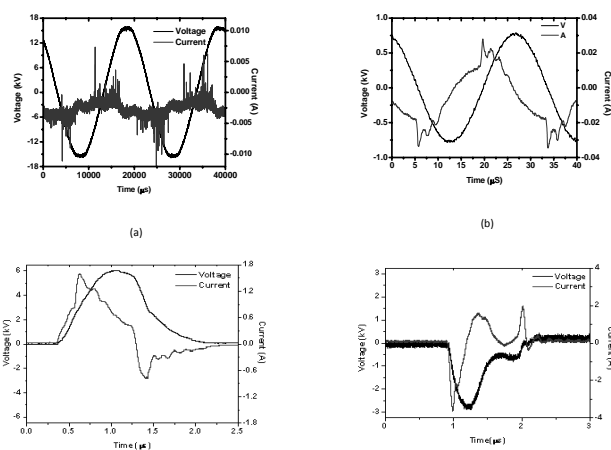 Voltage
Current
Voltage (kV)
18
12
6
0
-6
-12
-18
0.010
0.005
0.000
-0.005
-0.010
Current (A)
0 10000 20000 30000 40000
Time (µs)
(a)
V
A
Voltage (kV)
1.0
0.5
0.0
-0.5
-1.0
0.04
0.02
0.00
-0.02
-0.04
Current (A)
0 5 10 15 20 25 30 35 40
Time (µS)
(b)
Voltage
Current
Voltage (kV)
6
4
2
0
-2
-4
-6
1.8
1.2
0.6
0.0
-0.6
-1.2
-1.8
Current (A)
0.0 0.5 1.0 1.5 2.0 2.5
Time (µs)
Voltage
Current
Voltage (kV)
3
2
1
0
-1
-2
-3
4
2
0
-2
-4
Current (A)
0 1 2 3
Time (µs)